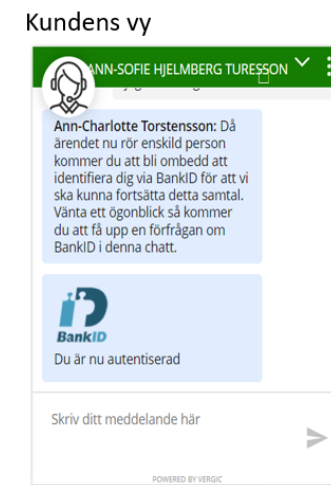 Kundens vy
ANN-SOFIE HJELMBERG TURESSON
Ann-Charlotte Torstensson: Då
ärendet nu rör enskild person
kommer du att bli ombedd att
identifiera dig via BankID för att vi
ska kunna fortsätta detta samtal.
Vänta ett ögonblick så kommer
du att få upp en förfrågan om
BankID i denna chatt.
BankID
Du är nu autentiserad
Skriv ditt meddelande här
POWERED BY VERGIC